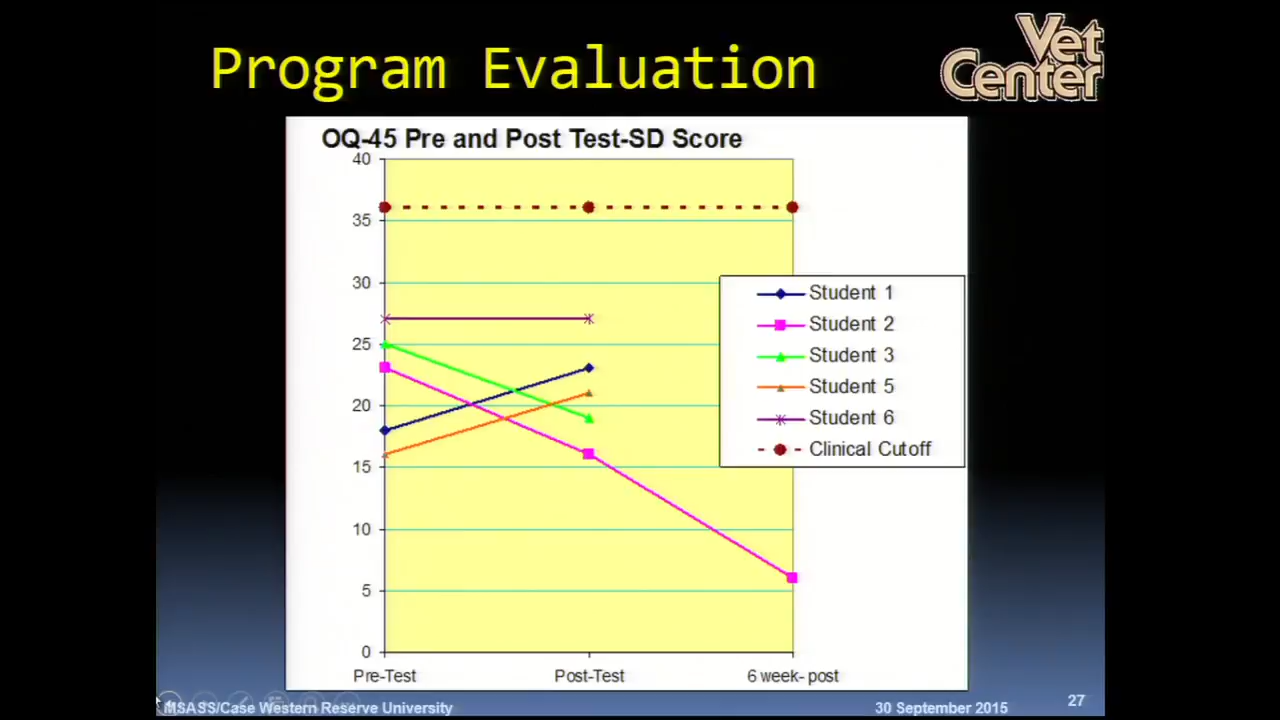 Program Evaluation
Vet
Center
OQ-45 Pre and Post Test-SD Score
40
35
30
25
20
15
10
5
0
Pre-Test
Post-Test
6 week- post
Student 1
Student 2
Student 3
Student 5
Student 6
Clinical Cutoff
MSASS/Case Western Reserve University
30 September 2015
27